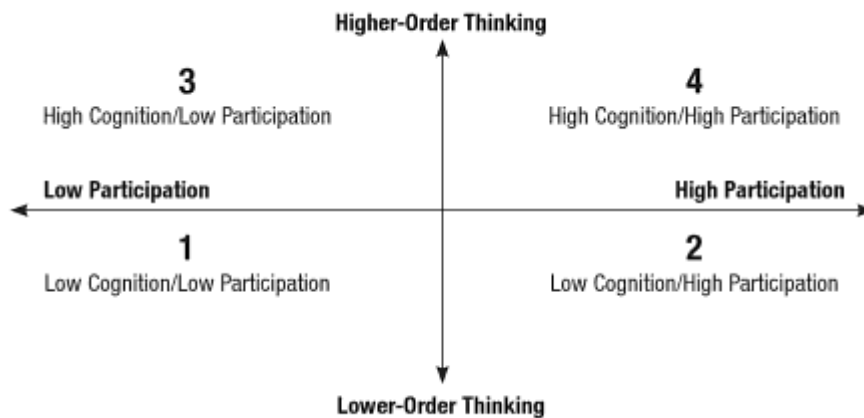 Higher-Order Thinking
3
High Cognition/Low Participation
4
High Cognition/High Participation
Low Participation
High Participation
1
Low Cognition/Low Participation
2
Low Cognition/High Participation
Lower-Order Thinking